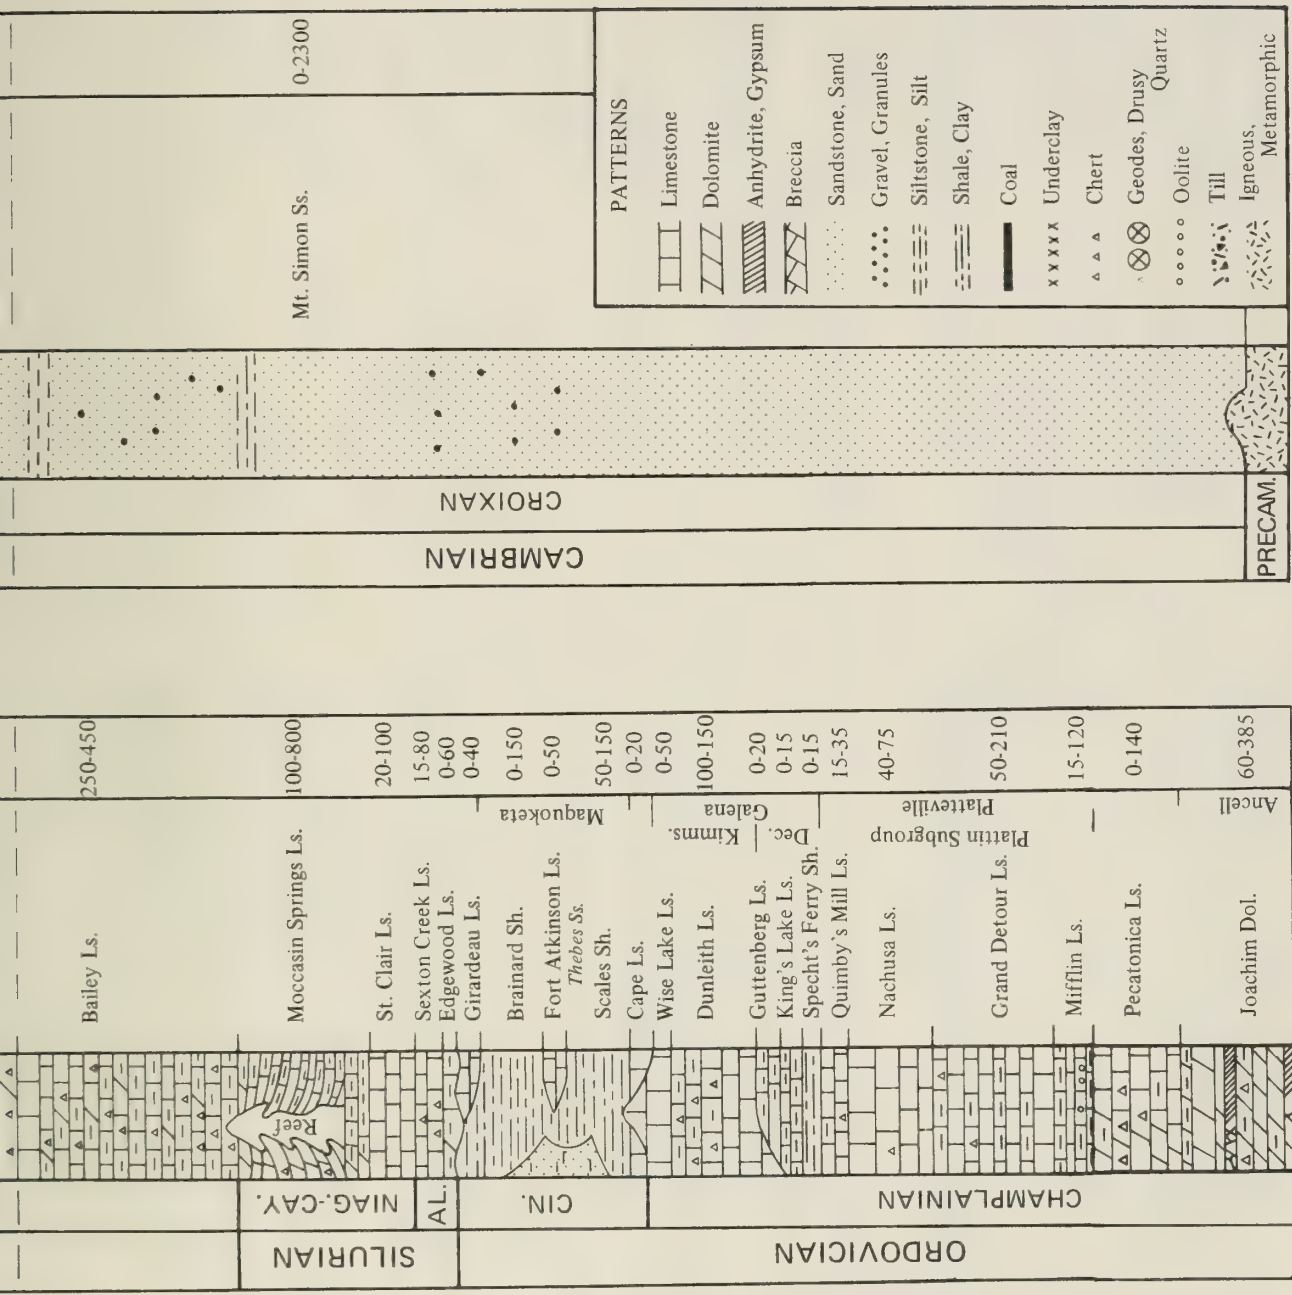 CAMBRIAN
CROIXAN
PRECAM.
Mt. Simon Ss.
0-2300
PATTERNS
Limestone
Dolomite
Anhydrite, Gypsum
Breccia
Sandstone, Sand
Gravel, Granules
Siltstone, Silt
Shale, Clay
Coal
Underclay
Chert
Geodes, Drusy
Quartz
Oolite
Till
Igneous,
Metamorphic
SILURIAN
ORDOVICIAN
NIAG.-CAY.
AL.
CIN.
CHAMPLAINIAN
Reef
Bailey Ls.
250-450
Moccasin Springs Ls.
100-800
St. Clair Ls.
20-100
Sexton Creek Ls.
15-80
Edgewood Ls.
0-60
Girardeau Ls.
0-40
Brainard Sh.
0-150
Fort Atkinson Ls.
0-50
Thebes Ss.
Scales Sh.
50-150
Maquoketa
Cape Ls.
0-20
Wise Lake Ls.
0-50
Dunleith Ls.
100-150
Guttenberg Ls.
0-20
King's Lake Ls.
0-15
Specht's Ferry Sh.
0-15
Kimms.
Dec.
Galena
Quimby's Mill Ls.
15-35
Nachusa Ls.
40-75
Grand Detour Ls.
50-210
Mifflin Ls.
15-120
Plattin Subgroup
Platteville
Pecatonica Ls.
0-140
Joachim Dol.
60-385
Ancell